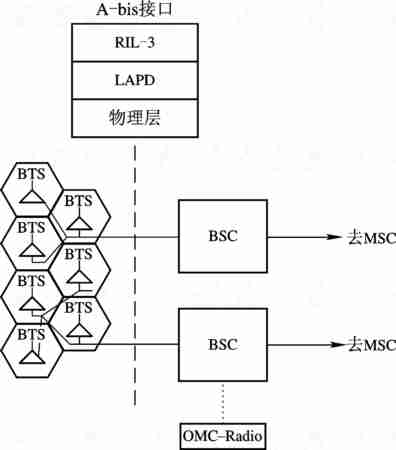 A-bis接口
RIL-3
LAPD
物理层
BTS
BTS
BTS
BSC
去MSC
BTS
BTS
BTS
BTS
BSC
去MSC
OMC-Radio